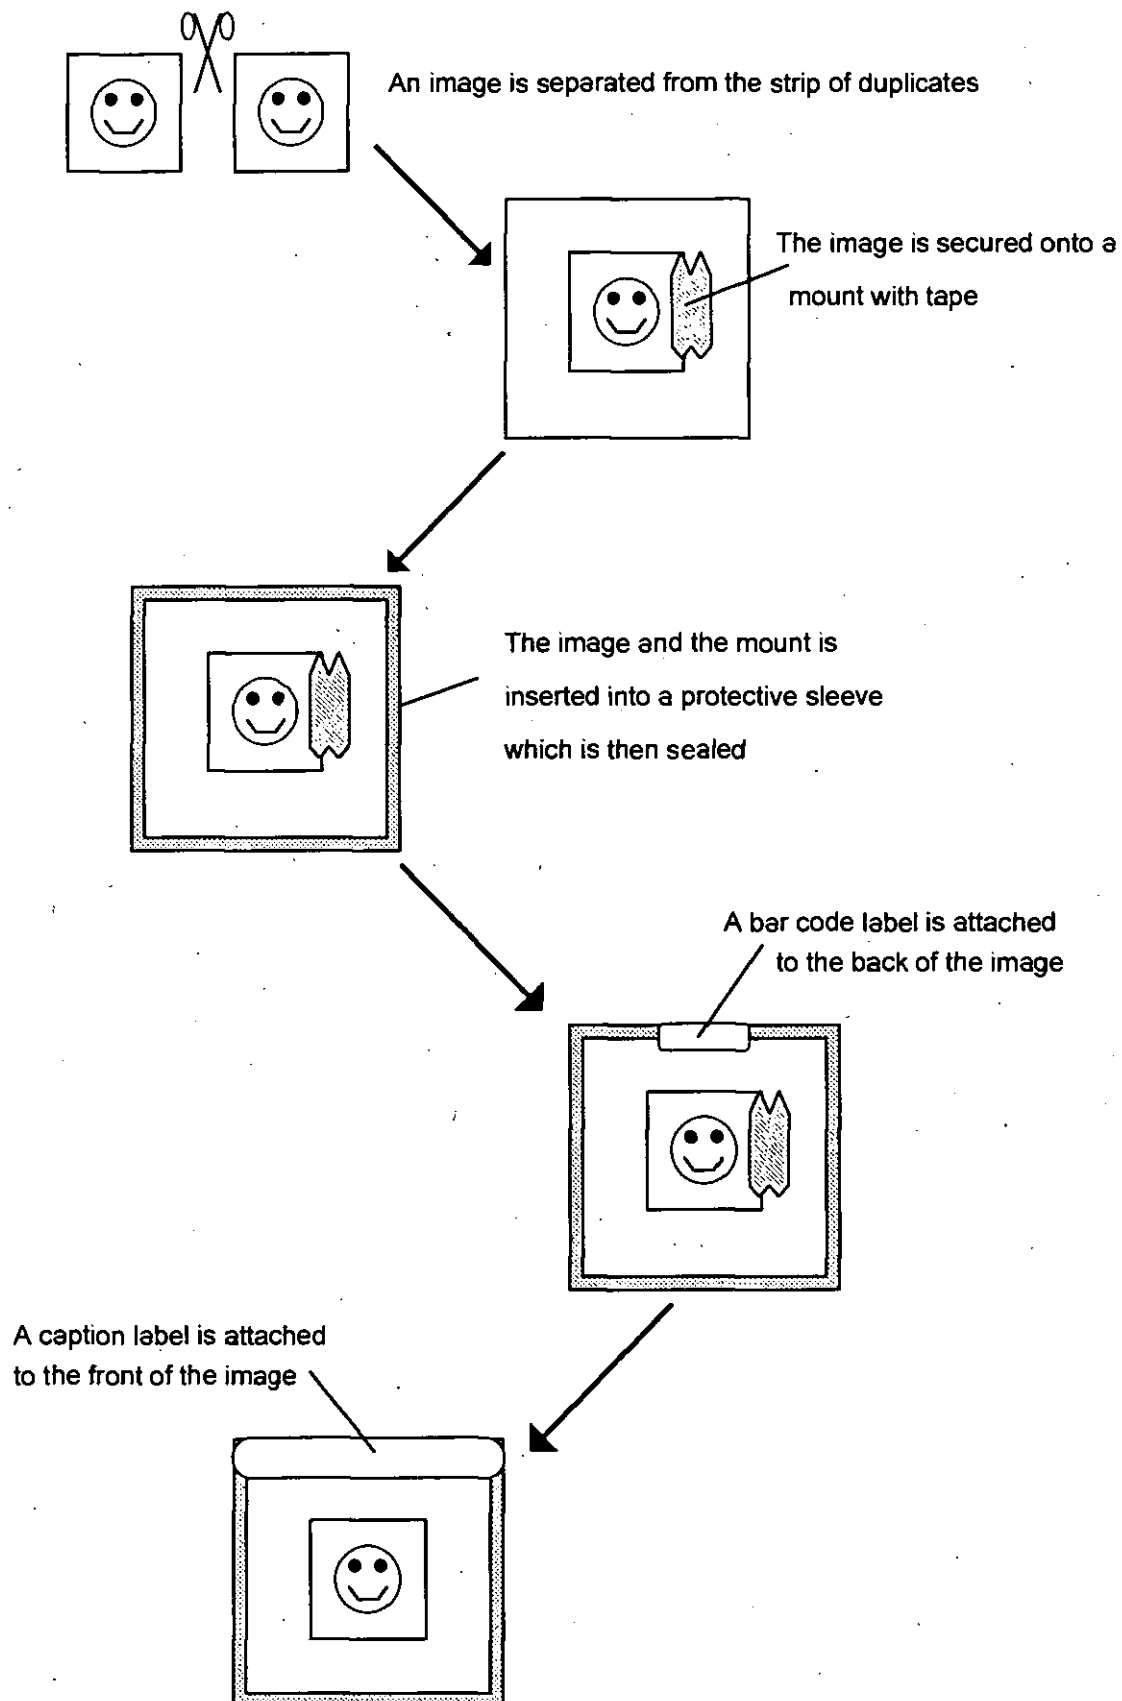 An image is separated from the strip of duplicates
The image is secured onto a
mount with tape
The image and the mount is
inserted into a protective sleeve
which is then sealed
A bar code label is attached
to the back of the image
A caption label is attached
to the front of the image